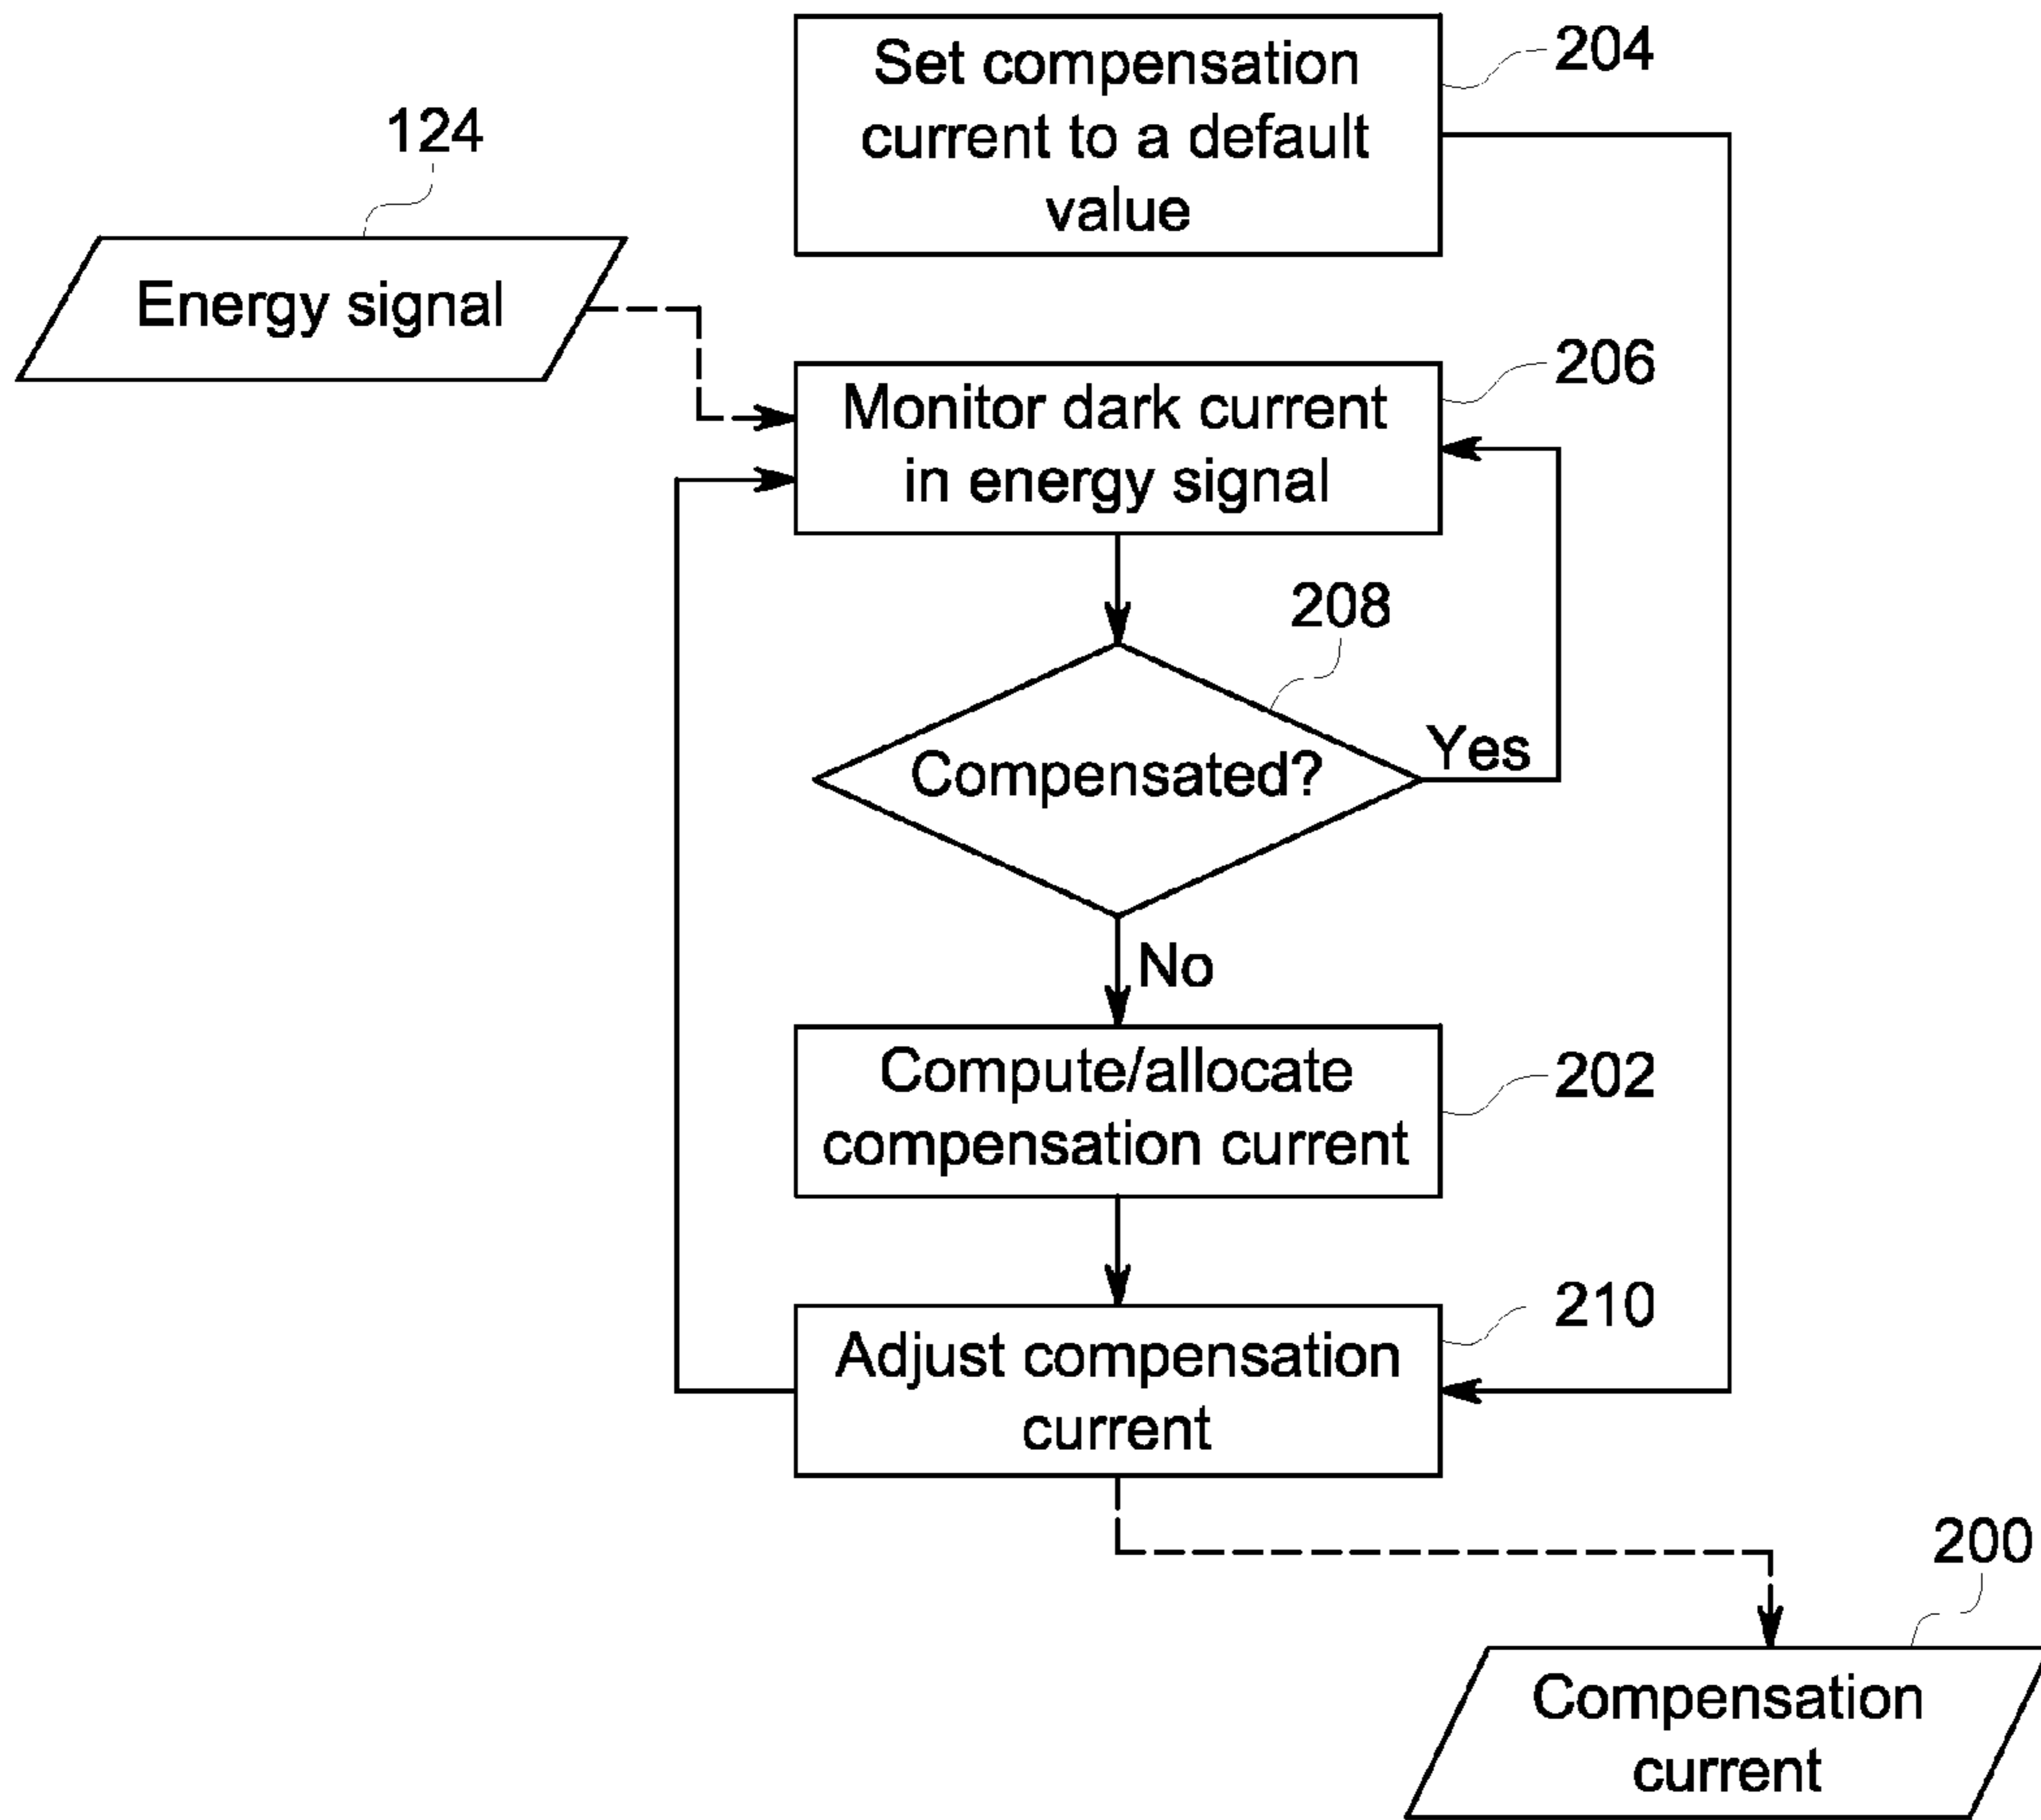 Set compensation
current to a default
value
204
124
Energy signal
Monitor dark current
in energy signal
206
208
Compensated?
Yes
No
Compute/allocate
compensation current
202
Adjust compensation
current
210
200
Compensation
current